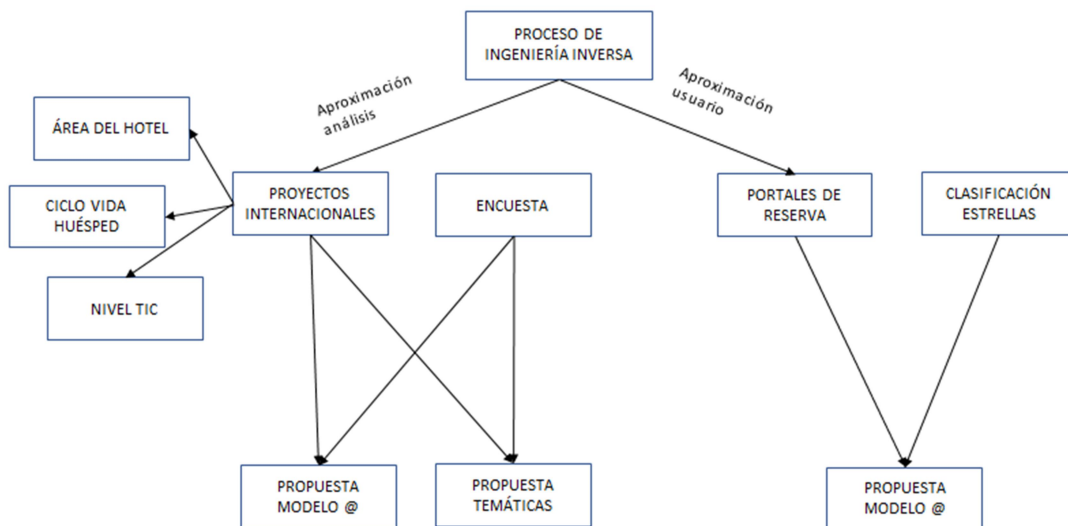 PROCESO DE
INGENIERÍA INVERSA
Aproximación
análisis
Aproximación
usuario
ÁREA DEL HOTEL
CICLO VIDA
HUÉSPED
NIVEL TIC
PROYECTOS
INTERNACIONALES
ENCUESTA
PORTALES DE
RESERVA
CLASIFICACIÓN
ESTRELLAS
PROPUESTA
MODELO @
PROPUESTA
TEMÁTICAS
PROPUESTA
MODELO @